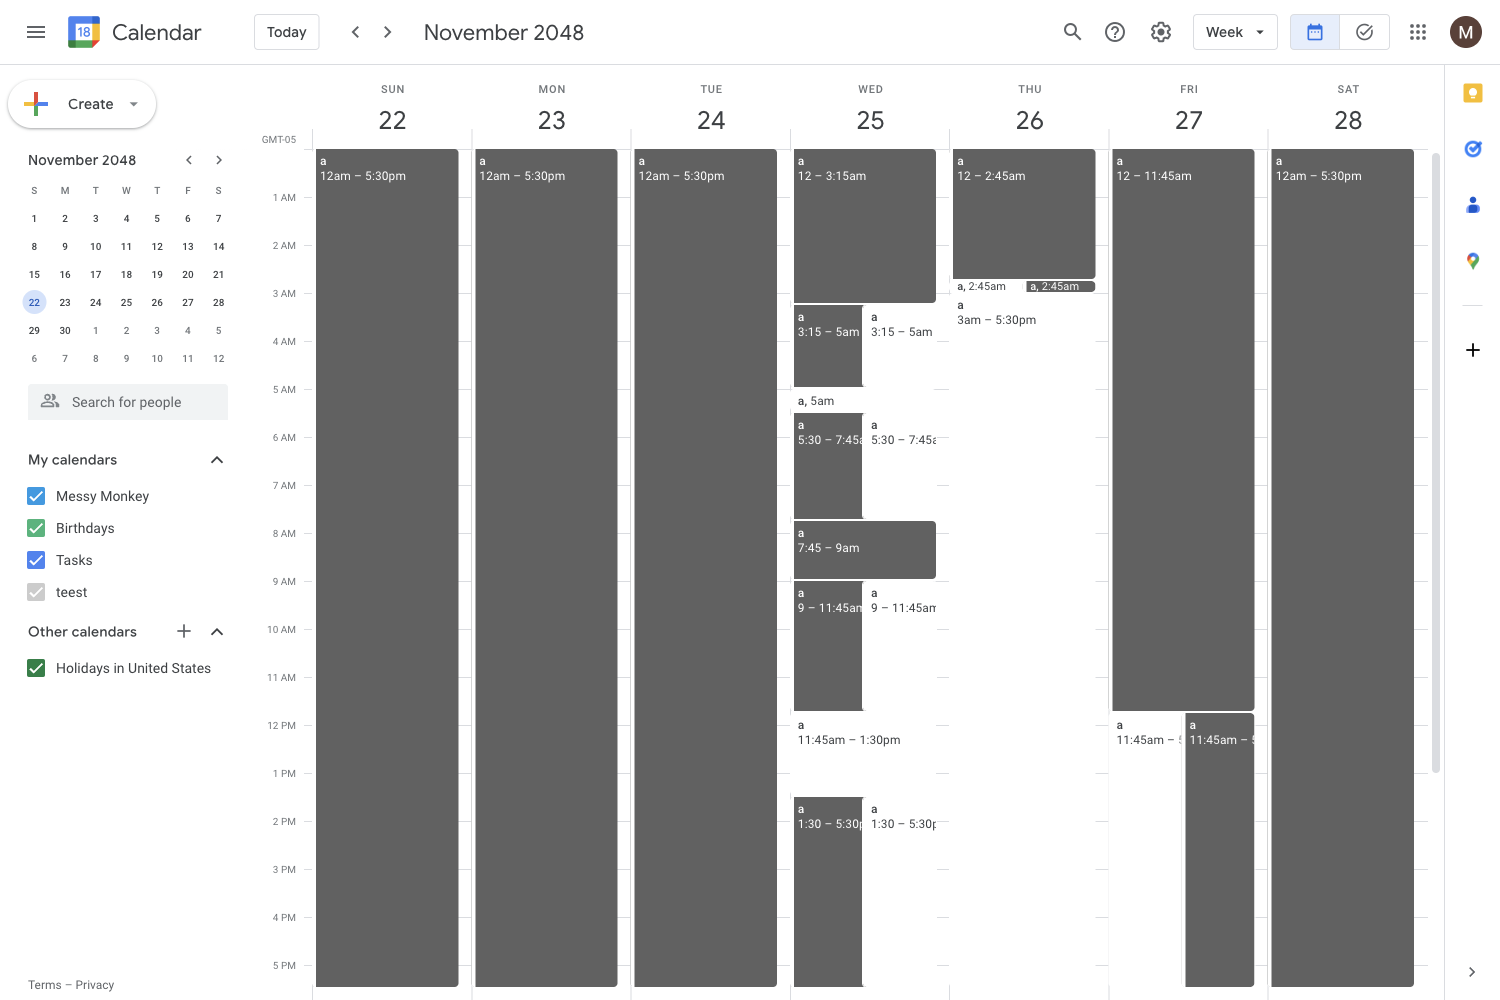 18 Calendar
Today
November 2048
Week
M
Create
November 2048
S M T W T F S
1 2 3 4 5 6 7
8 9 10 11 12 13 14
15 16 17 18 19 20 21
22 23 24 25 26 27 28
29 30 1 2 3 4 5
6 7 8 9 10 11 12
Search for people
My calendars
Messy Monkey
Birthdays
Tasks
teest
Other calendars
Holidays in United States
Terms – Privacy
GMT-05
SUN MON TUE WED THU FRI SAT
22 23 24 25 26 27 28
1 AM
2 AM
3 AM
4 AM
5 AM
6 AM
7 AM
8 AM
9 AM
10 AM
11 AM
12 PM
1 PM
2 PM
3 PM
4 PM
5 PM
a
12am – 5:30pm
a
12am – 5:30pm
a
12am – 5:30pm
a
12 – 3:15am
a
3:15 – 5am
a
3:15 – 5am
a, 5am
a
5:30 – 7:45a
a
5:30 – 7:45a
a
7:45 – 9am
a
9 – 11:45am
a
9 – 11:45am
a
11:45am – 1:30pm
a
1:30 – 5:30p
a
1:30 – 5:30p
a
12 – 2:45am
a, 2:45am
a, 2:45am
a
3am – 5:30pm
a
12 – 11:45am
a
11:45am – 5
a
11:45am – 5
a
12am – 5:30pm